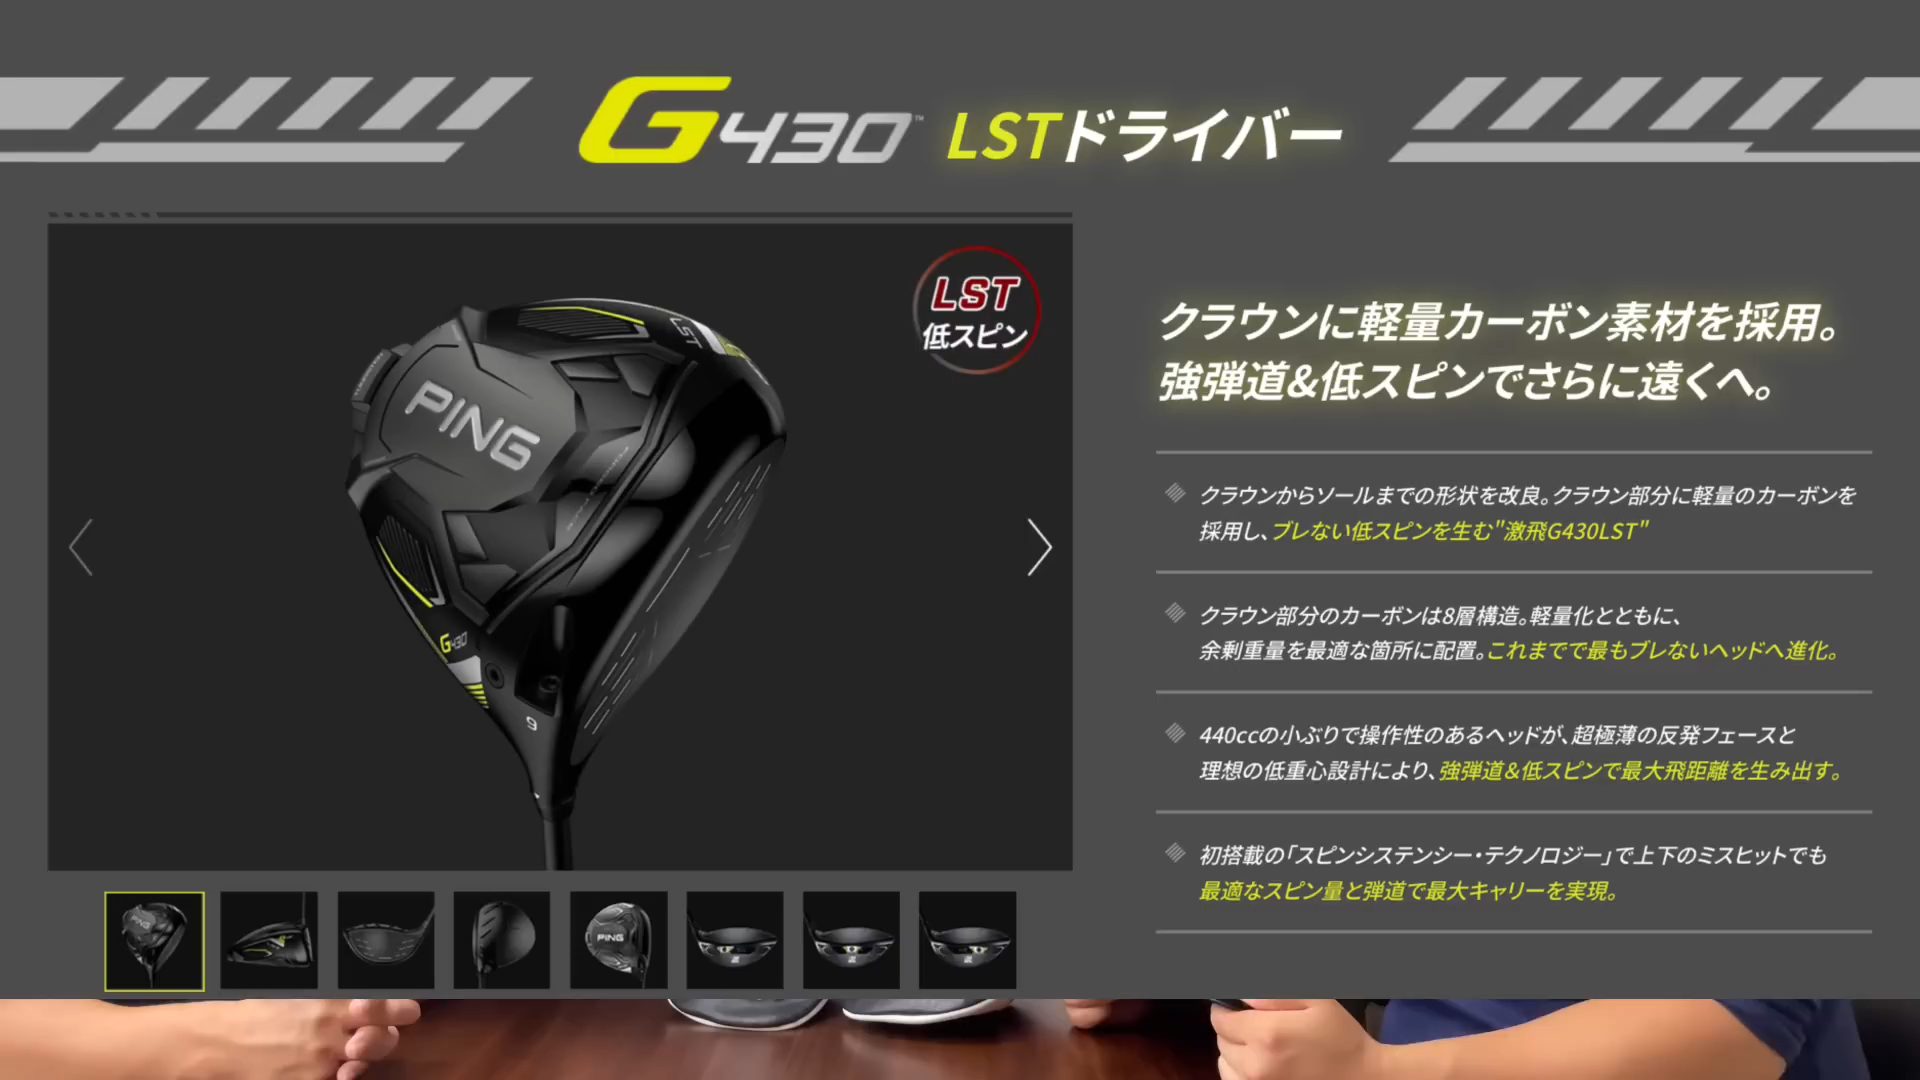 G430™ LSTドライバー
LST
低スピン
LST
PING
G430
9
クラウンに軽量カーボン素材を採用。
強弾道&低スピンでさらに遠くへ。
クラウンからソールまでの形状を改良。クラウン部分に軽量のカーボンを
採用し、ブレない低スピンを生む"激飛G430LST"
クラウン部分のカーボンは8層構造。軽量化とともに、
余剰重量を最適な箇所に配置。これまでで最もブレないヘッドへ進化。
440ccの小ぶりで操作性のあるヘッドが、超極薄の反発フェースと
理想の低重心設計により、強弾道&低スピンで最大飛距離を生み出す。
初搭載の「スピンシステンシー・テクノロジー」で上下のミスヒットでも
最適なスピン量と弾道で最大キャリーを実現。
PING
PING